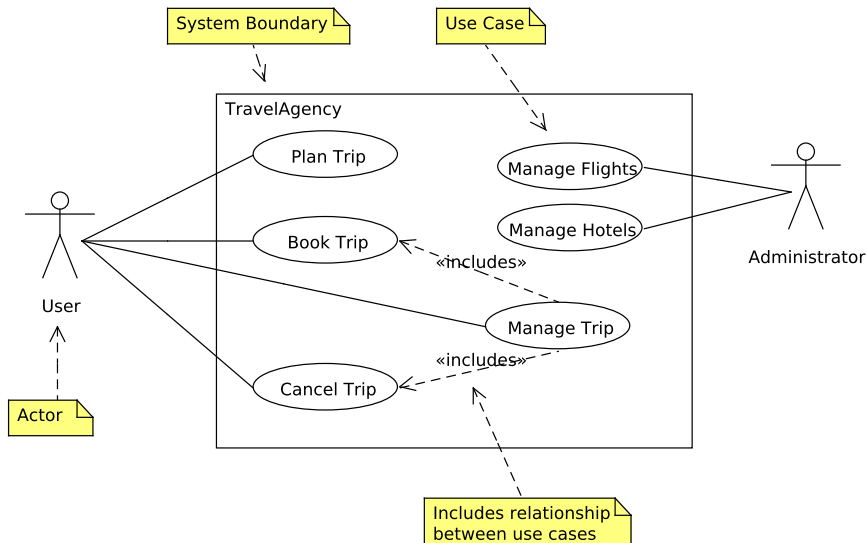 System Boundary
Use Case
TravelAgency
Plan Trip
Manage Flights
Book Trip
Manage Hotels
«includes»
Administrator
User
Manage Trip
«includes»
Cancel Trip
Actor
Includes relationship
between use cases